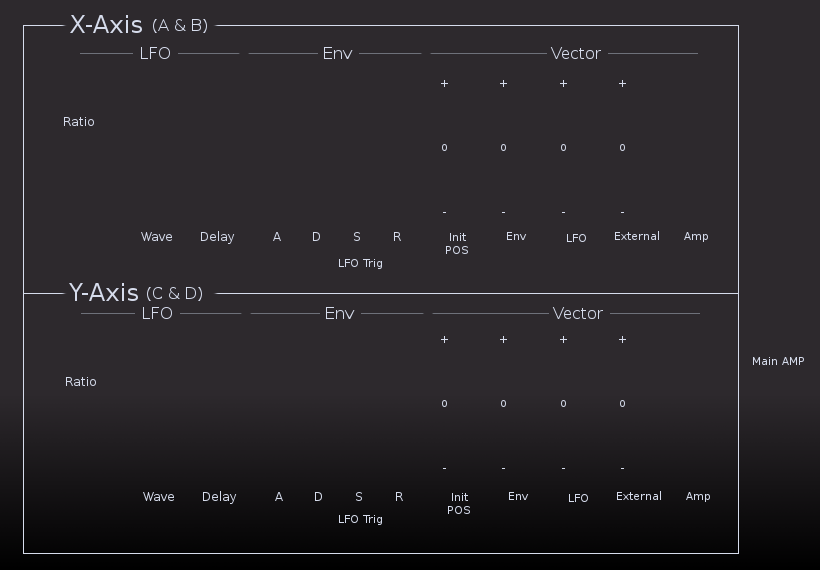 X-Axis (A & B)
LFO Env Vector
+ + + +
Ratio
0 0 0 0
- - - -
Wave Delay A D S R Init POS Env LFO External Amp
LFO Trig
Y-Axis (C & D)
LFO Env Vector
+ + + +
Main AMP
Ratio
0 0 0 0
- - - -
Wave Delay A D S R Init POS Env LFO External Amp
LFO Trig